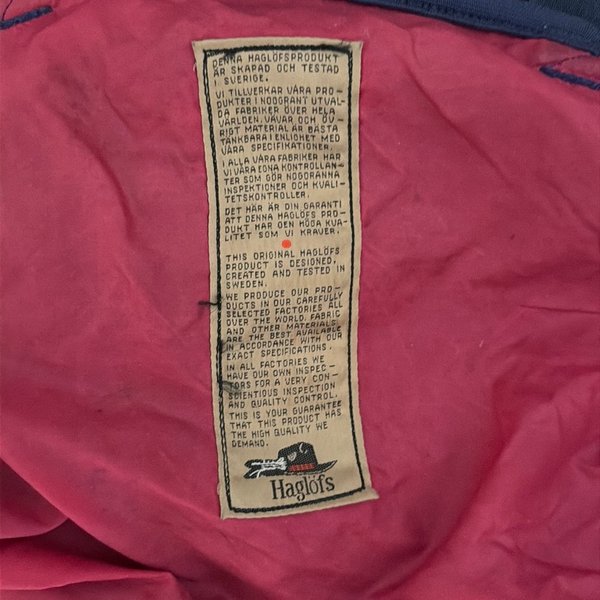 DENNA HAGLÖFSPRODUKT
ÄR SKAPAD OCH TESTAD
I SVERIGE.
VI TILLVERKAR VÅRA PRO-
DUKTER I NOGGRANT UTVAL-
DA FABRIKER ÖVER HELA
VÄRLDEN. VÄVAR OCH ÖV-
RIGT MATERIAL ÄR BÄSTA
TÄNKBARA I ENLIGHET MED
VÅRA SPECIFIKATIONER.
I ALLA VÅRA FABRIKER HAR
VI VÅRA EGNA KONTROLLAN-
TER SOM GÖR NOGGRANNA
INSPEKTIONER OCH KVALI-
TETSKONTROLLER.
DET HÄR ÄR DIN GARANTI
ATT DENNA HAGLÖFS PRO-
DUKT HAR DEN HÖGA KVA-
LITET SOM VI KRÄVER.
THIS ORIGINAL HAGLÖFS
PRODUCT IS DESIGNED,
CREATED AND TESTED IN
SWEDEN.
WE PRODUCE OUR PRO-
DUCTS IN OUR CAREFULLY
SELECTED FACTORIES ALL
OVER THE WORLD. FABRIC
AND OTHER MATERIALS
ARE THE BEST AVAILABLE
IN ACCORDANCE WITH OUR
EXACT SPECIFICATIONS.
IN ALL FACTORIES WE
HAVE OUR OWN INSPEC-
TORS FOR A VERY CON-
SCIENTIOUS INSPECTION
AND QUALITY CONTROL.
THIS IS YOUR GUARANTEE
THAT THIS PRODUCT HAS
THE HIGH QUALITY WE
DEMAND.
Haglöfs